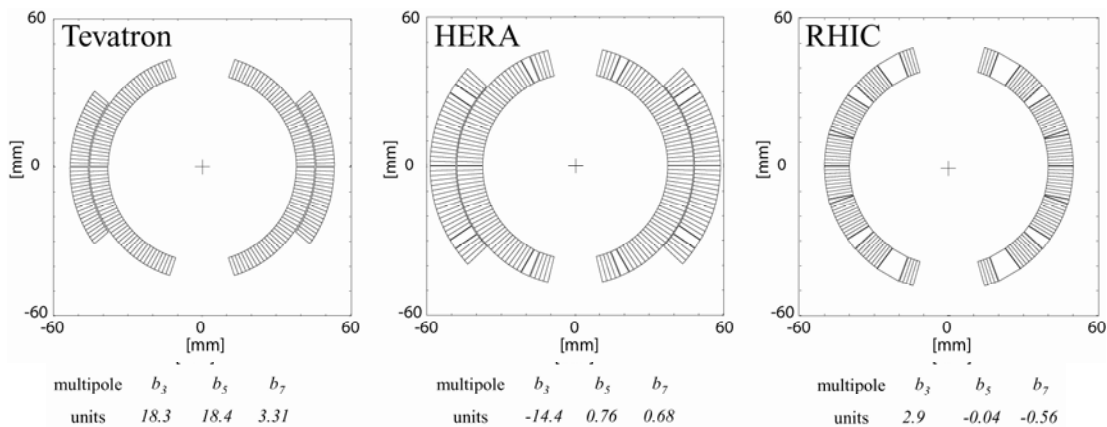 Tevatron
60
0
-60
[mm]
-60
0
60
[mm]
multipole b3 b5 b7
units 18.3 18.4 3.31
HERA
60
0
-60
[mm]
-60
0
60
[mm]
multipole b3 b5 b7
units -14.4 0.76 0.68
RHIC
60
0
-60
[mm]
-60
0
60
[mm]
multipole b3 b5 b7
units 2.9 -0.04 -0.56